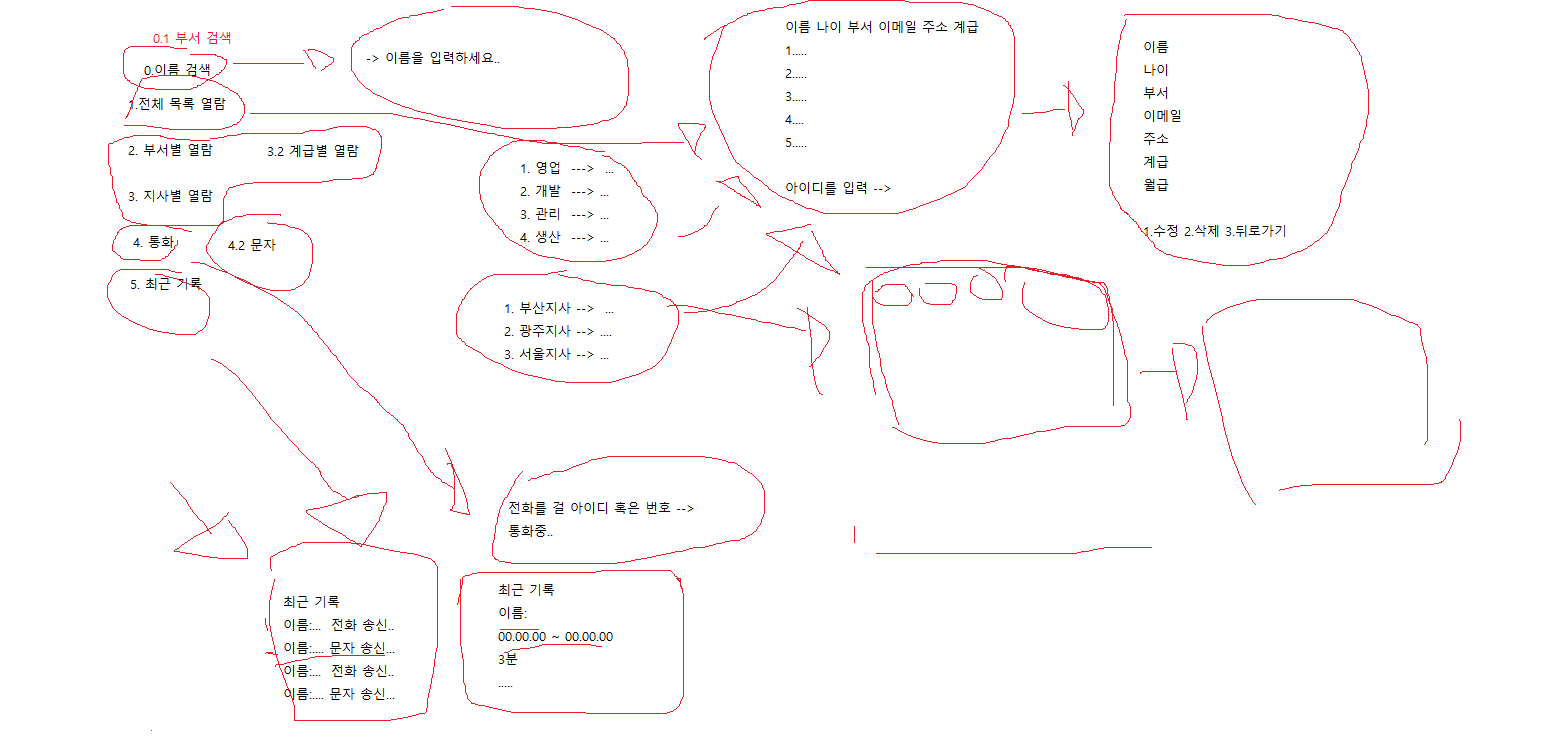 0.1 부서 검색
0.이름 검색
1.전체 목록 열람
2. 부서별 열람
3.2 계급별 열람
3. 지사별 열람
4. 통화
4.2 문자
5. 최근 기록
-> 이름을 입력하세요..
1. 영업 ---> ...
2. 개발 ---> ...
3. 관리 ---> ...
4. 생산 ---> ...
1. 부산지사 --> ...
2. 광주지사 --> ....
3. 서울지사 --> ...
이름 나이 부서 이메일 주소 계급
1.....
2.....
3.....
4....
5.....
아이디를 입력 -->
이름
나이
부서
이메일
주소
계급
월급
1.수정 2.삭제 3.뒤로가기
전화를 걸 아이디 혹은 번호 -->
통화중..
최근 기록
이름:... 전화 송신..
이름:.... 문자 송신...
이름:... 전화 송신..
이름:.... 문자 송신...
최근 기록
이름:
00.00.00 ~ 00.00.00
3분
.....